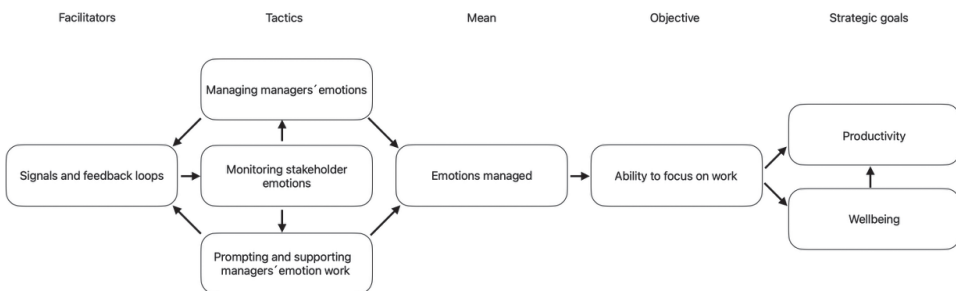 Facilitators
Tactics
Mean
Objective
Strategic goals
Managing managers´emotions
Signals and feedback loops
Monitoring stakeholder
emotions
Emotions managed
Ability to focus on work
Productivity
Wellbeing
Prompting and supporting
managers´emotion work